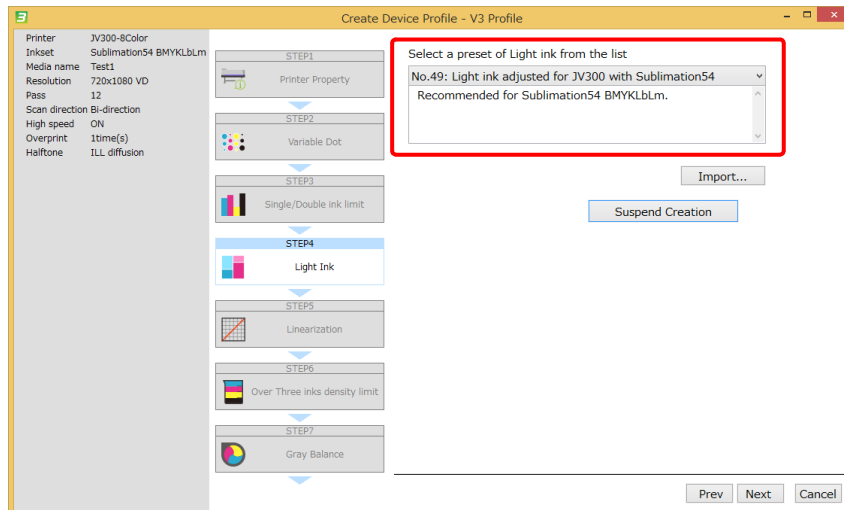 Create Device Profile - V3 Profile
Printer JV300-8Color
Inkset Sublimation54 BMYKLbLm
Media name Test1
Resolution 720x1080 VD
Pass 12
Scan direction Bi-direction
High speed ON
Overprint 1time(s)
Halftone ILL diffusion
STEP1
Printer Property
STEP2
Variable Dot
STEP3
Single/Double ink limit
STEP4
Light Ink
STEP5
Linearization
STEP6
Over Three inks density limit
STEP7
Gray Balance
Select a preset of Light ink from the list
No.49: Light ink adjusted for JV300 with Sublimation54
Recommended for Sublimation54 BMYKLbLm.
Import...
Suspend Creation
Prev Next Cancel